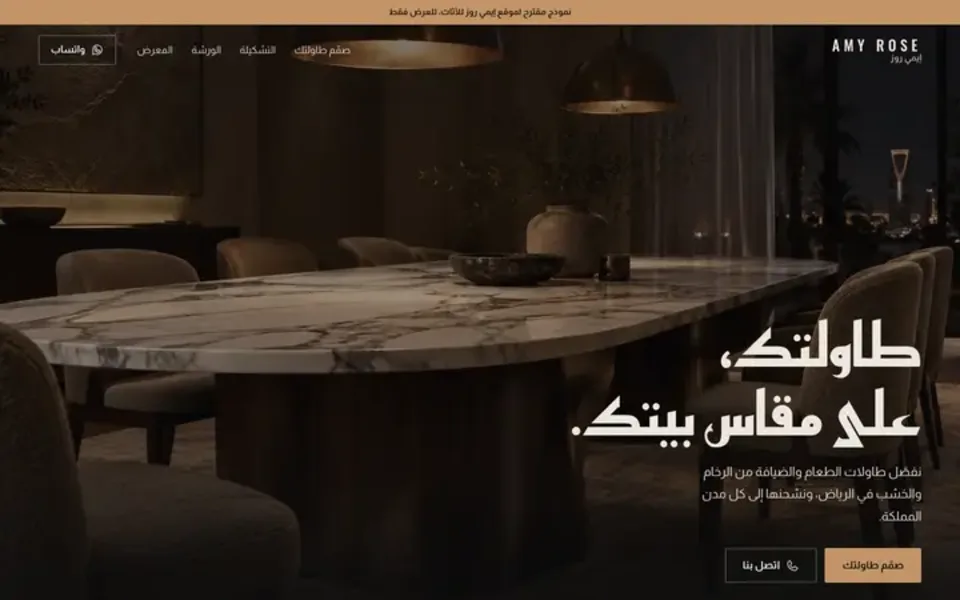 نموذج مقترح لموقع إيمي روز للأثاث. للعرض فقط
AMY ROSE
إيمي روز
صمّم طاولتك
التشكيلة
الورشة
المعرض
واتساب
طاولتك،
على مقاس بيتك.
نفصّل طاولات الطعام والضيافة من الرخام
والخشب في الرياض، ونشحنها إلى كل مدن
المملكة.
صمّم طاولتك
اتصل بنا